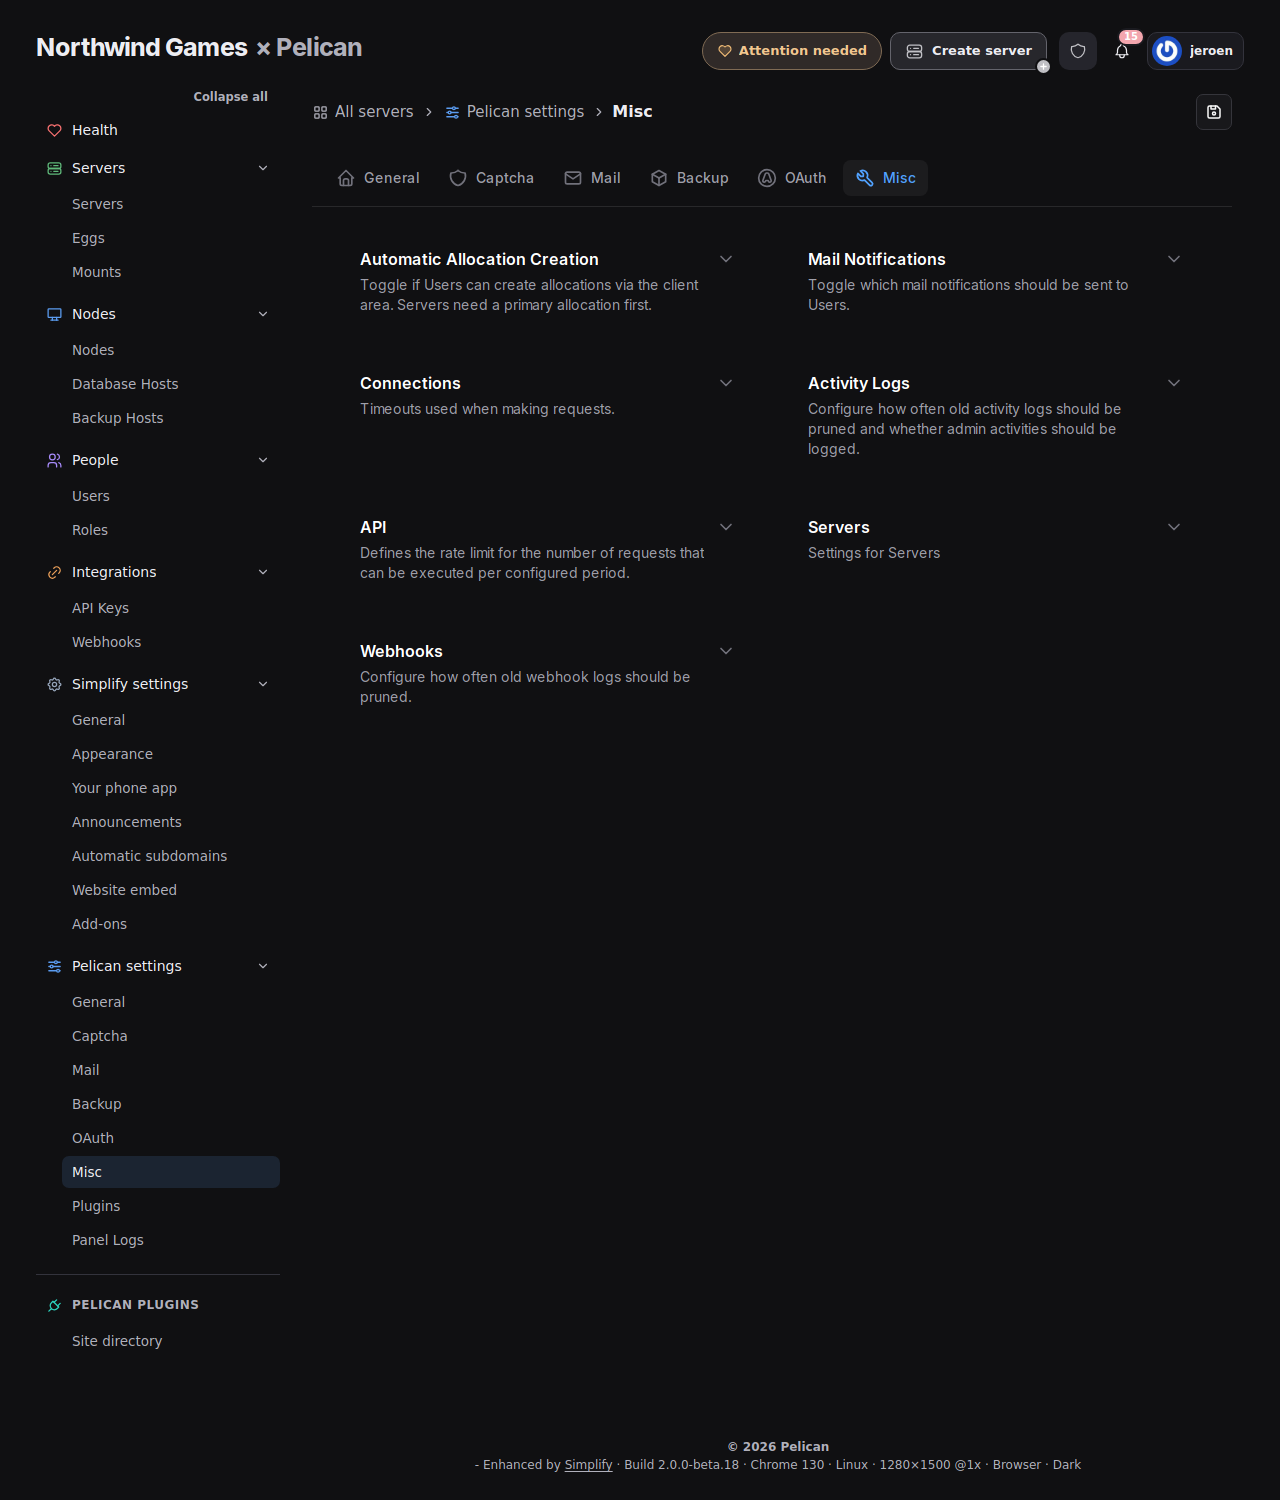 Northwind Games × Pelican
Attention needed
Create server
15
jeroen
Collapse all
Health
Servers
Servers
Eggs
Mounts
Nodes
Nodes
Database Hosts
Backup Hosts
People
Users
Roles
Integrations
API Keys
Webhooks
Simplify settings
General
Appearance
Your phone app
Announcements
Automatic subdomains
Website embed
Add-ons
Pelican settings
General
Captcha
Mail
Backup
OAuth
Misc
Plugins
Panel Logs
PELICAN PLUGINS
Site directory
All servers > Pelican settings > Misc
General
Captcha
Mail
Backup
OAuth
Misc
Automatic Allocation Creation
Toggle if Users can create allocations via the client
area. Servers need a primary allocation first.
Mail Notifications
Toggle which mail notifications should be sent to
Users.
Connections
Timeouts used when making requests.
Activity Logs
Configure how often old activity logs should be
pruned and whether admin activities should be
logged.
API
Defines the rate limit for the number of requests that
can be executed per configured period.
Servers
Settings for Servers
Webhooks
Configure how often old webhook logs should be
pruned.
© 2026 Pelican
- Enhanced by Simplify · Build 2.0.0-beta.18 · Chrome 130 · Linux · 1280×1500 @1x · Browser · Dark